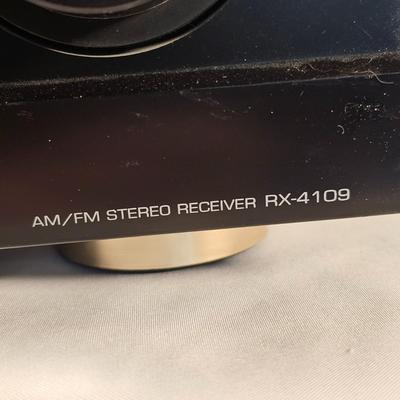 AM/FM STEREO RECEIVER RX-4109